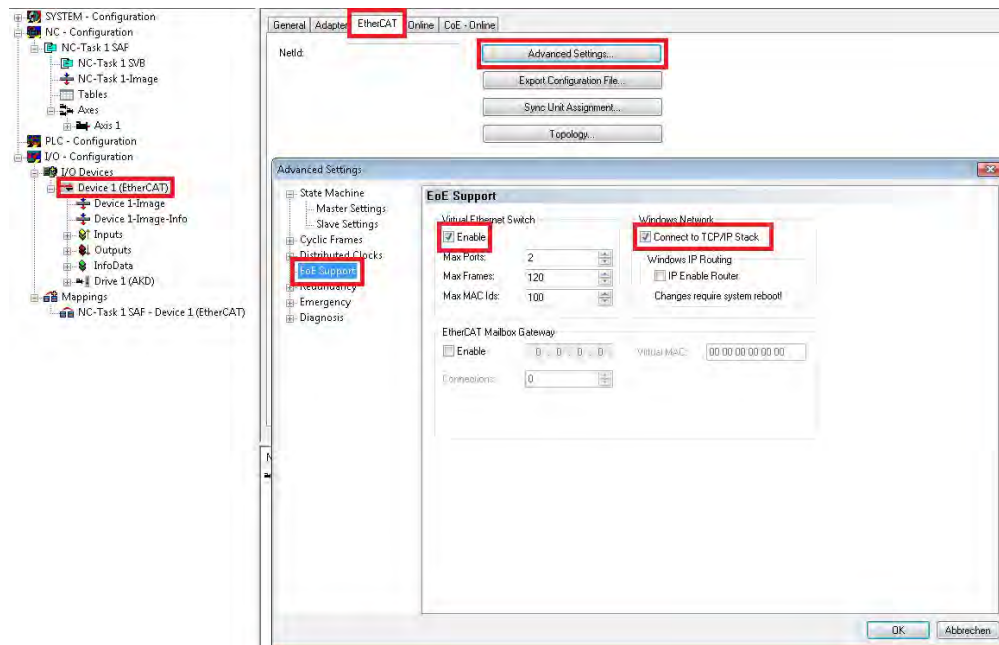 SYSTEM - Configuration
NC - Configuration
NC-Task 1 SAF
NC-Task 1 SVB
NC-Task 1-Image
Tables
Axes
Axis 1
PLC - Configuration
I/O - Configuration
I/O Devices
Device 1 (EtherCAT)
Device 1-Image
Device 1-Image-Info
Inputs
Outputs
InfoData
Drive 1 (AKD)
Mappings
NC-Task 1 SAF - Device 1 (EtherCAT)
General Adapter EtherCAT Online CoE - Online
NetId: Advanced Settings...
Export Configuration File...
Sync Unit Assignment...
Topology...
Advanced Settings
State Machine
Master Settings
Slave Settings
Cyclic Frames
Distributed Clocks
EoE Support
Redundancy
Emergency
Diagnosis
EoE Support
Virtual Ethernet Switch
Enable
Max Ports: 2
Max Frames: 120
Max MAC Ids: 100
Windows Network
Connect to TCP/IP Stack
Windows IP Routing
IP Enable Router
Changes require system reboot!
EtherCAT Mailbox Gateway
Enable 0 . 0 . 0 . 0 Virtual MAC: 00 00 00 00 00 00
Connections: 0
OK Abbrechen